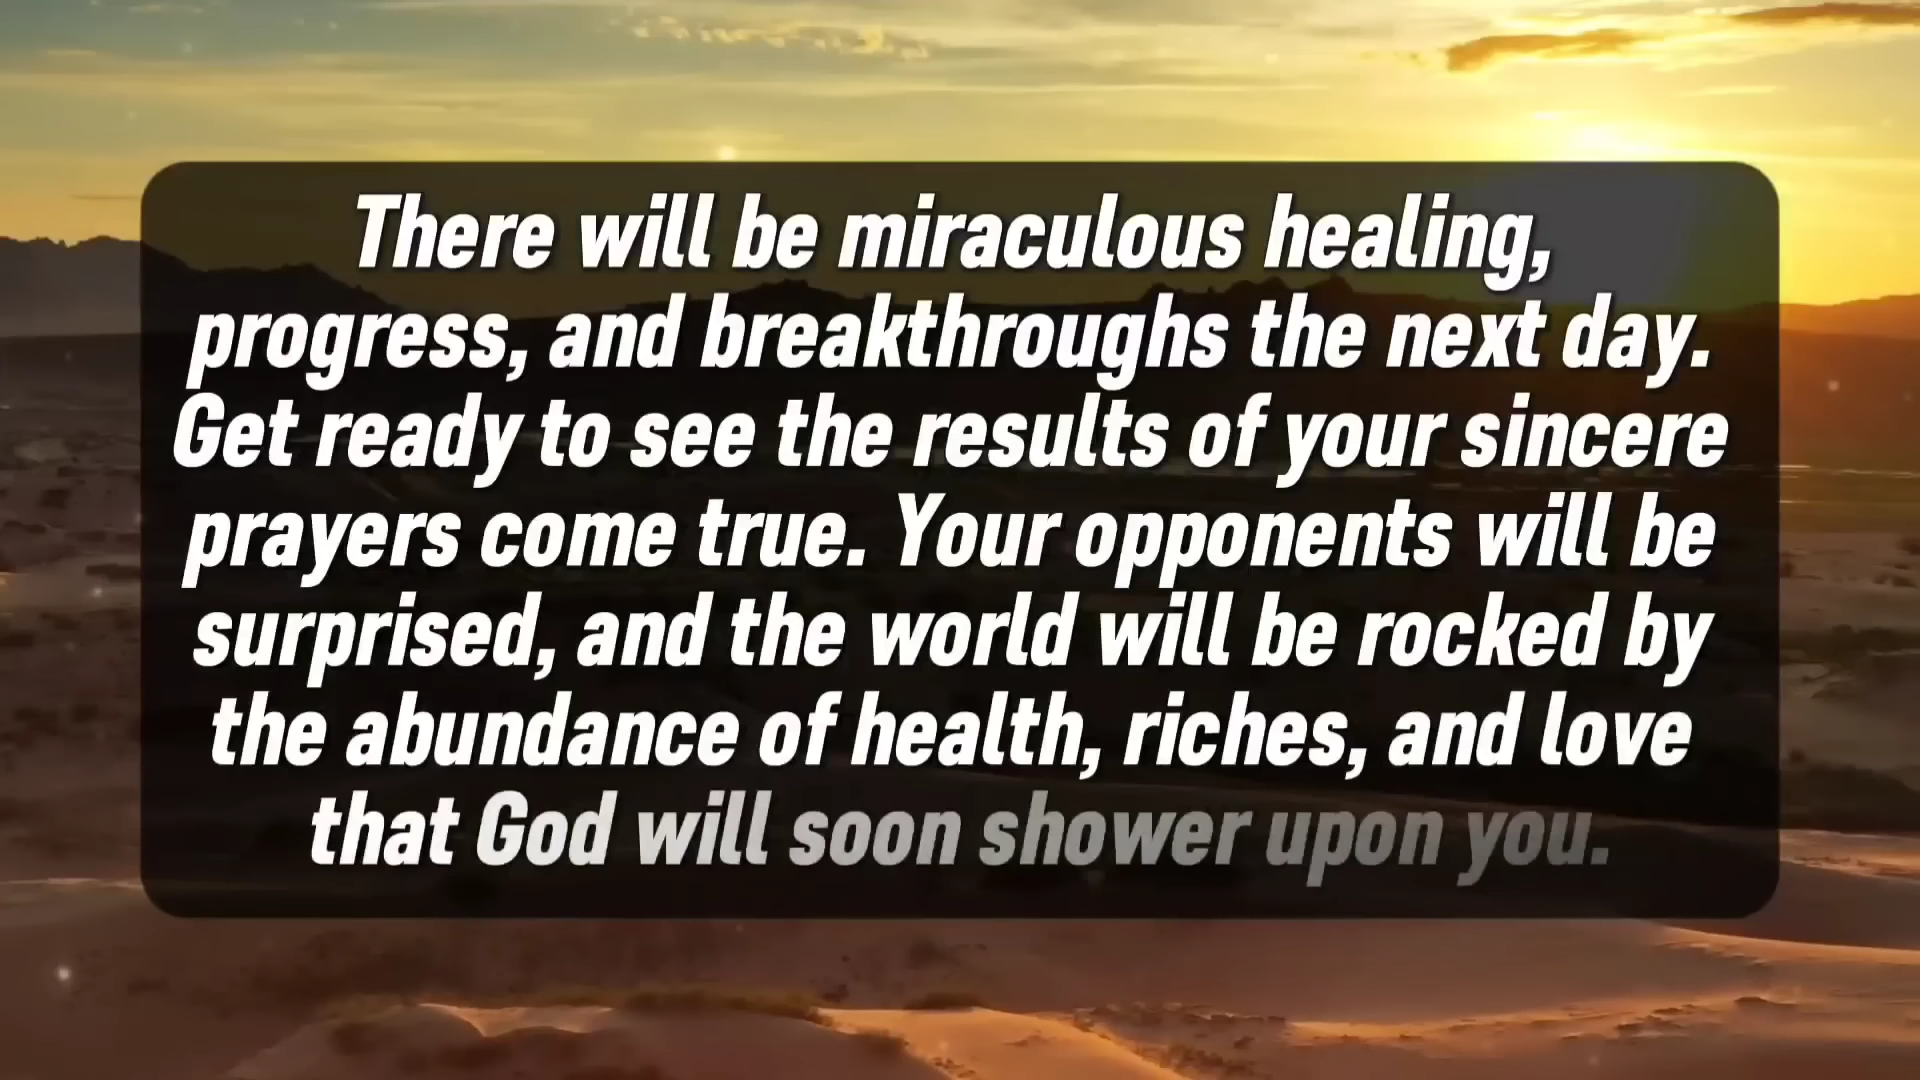 There will be miraculous healing,
progress, and breakthroughs the next day.
Get ready to see the results of your sincere
prayers come true. Your opponents will be
surprised, and the world will be rocked by
the abundance of health, riches, and love
that God will soon shower upon you.